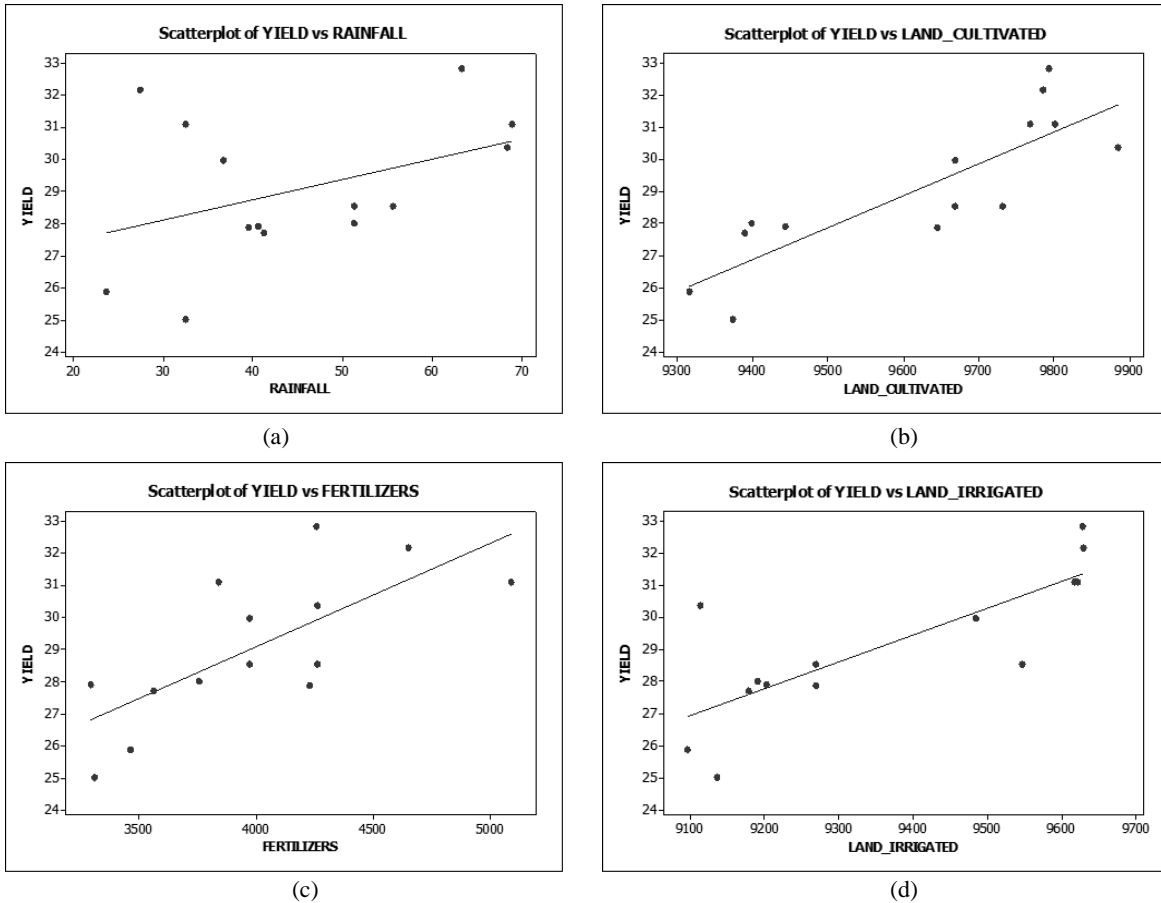 Scatterplot of YIELD vs RAINFALL
33
32
31
30
29
28
27
26
25
24
YIELD
20 30 40 50 60 70
RAINFALL
(a)
Scatterplot of YIELD vs LAND_CULTIVATED
33
32
31
30
29
28
27
26
25
24
YIELD
9300 9400 9500 9600 9700 9800 9900
LAND_CULTIVATED
(b)
Scatterplot of YIELD vs FERTILIZERS
33
32
31
30
29
28
27
26
25
24
YIELD
3500 4000 4500 5000
FERTILIZERS
(c)
Scatterplot of YIELD vs LAND_IRRIGATED
33
32
31
30
29
28
27
26
25
24
YIELD
9100 9200 9300 9400 9500 9600 9700
LAND_IRRIGATED
(d)